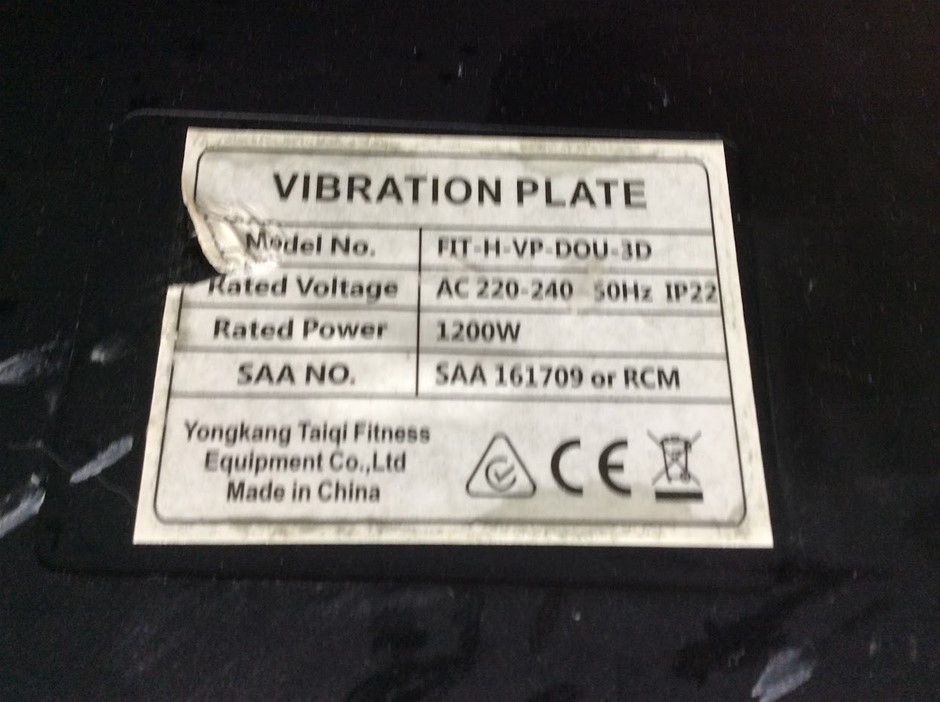 VIBRATION PLATE
Model No. FIT-H-VP-DOU-3D
Rated Voltage AC 220-240 50Hz IP22
Rated Power 1200W
SAA NO. SAA 161709 or RCM
Yongkang Taiqi Fitness
Equipment Co.,Ltd
Made in China
CE